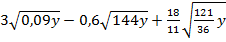 3√0,09y − 0,6√144y + 18/11 √(121/36 y)